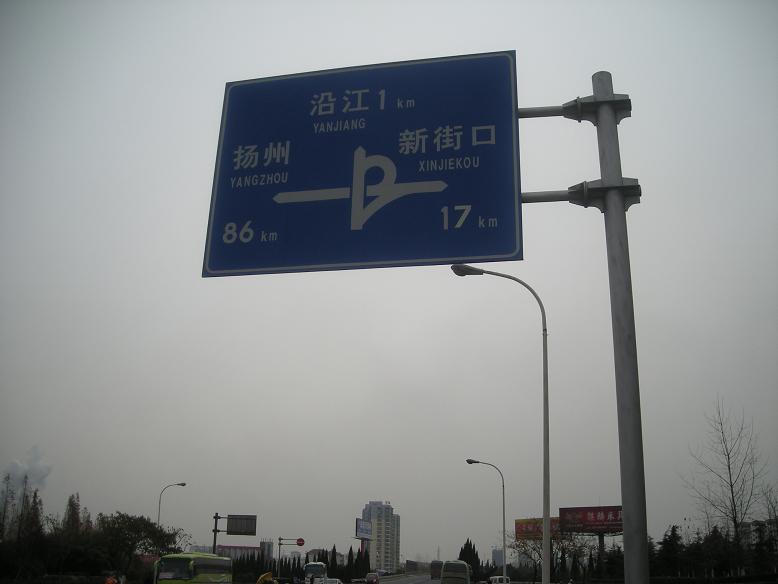 沿江 1 km
YANJIANG
扬州
YANGZHOU
新街口
XINJIEKOU
86 km
17 km